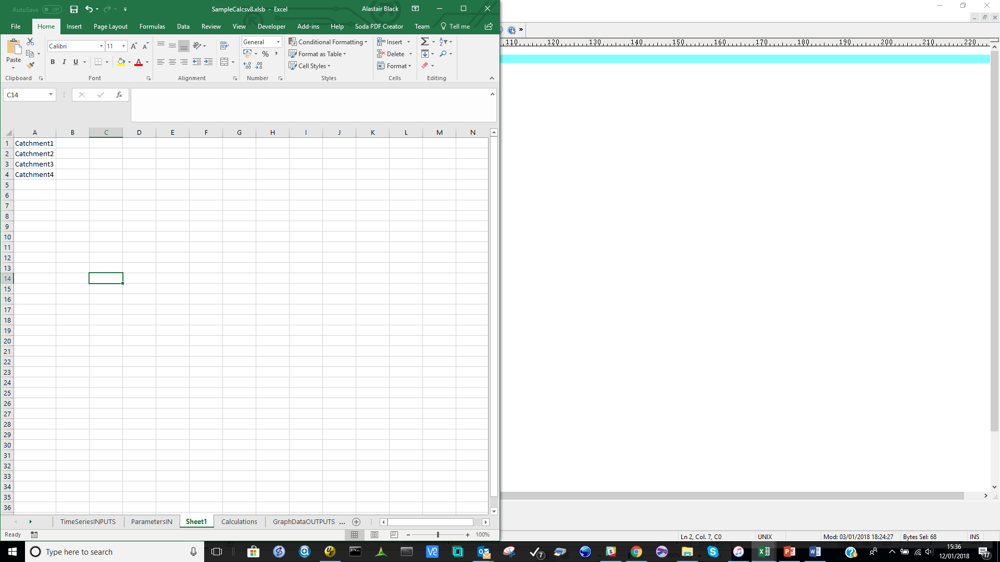 AutoSave Off SampleCalcsv8.xlsb - Excel Alastair Black
File Home Insert Page Layout Formulas Data Review View Developer Add-ins Help Soda PDF Creator Team Tell me
Paste
Calibri 11
B I U A
General
% ,
Conditional Formatting
Format as Table
Cell Styles
Insert
Delete
Format
Clipboard Font Alignment Number Styles Cells Editing
C14 fx
110 120 130 140 150 160 170 180 190 200 210 220
A B C D E F G H I J K L M N
1 Catchment1
2 Catchment2
3 Catchment3
4 Catchment4
5
6
7
8
9
10
11
12
13
14
15
16
17
18
19
20
21
22
23
24
25
26
27
28
29
30
31
32
33
34
35
36
TimeSeriesINPUTS ParametersIN Sheet1 Calculations GraphDataOUTPUTS ...
Ready 100%
Ln 2, Col. 7, C0 UNIX Mod: 03/01/2018 18:24:27 Bytes Sel: 68 INS
Type here to search
15:36
12/01/2018
17